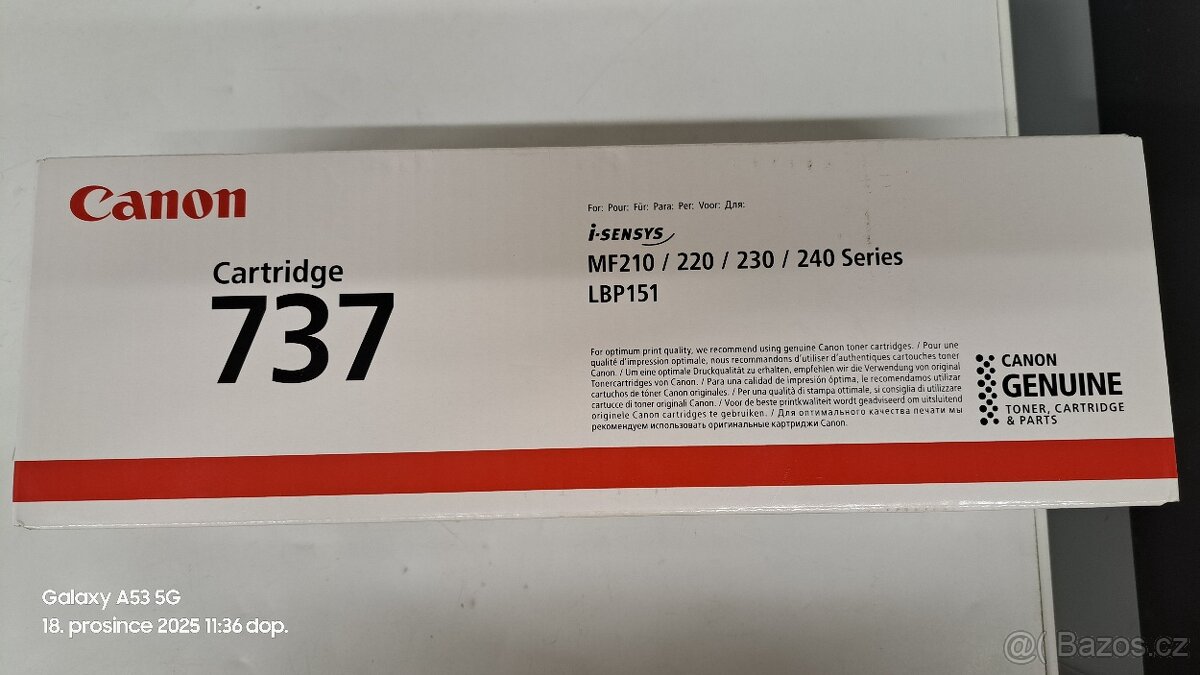 Canon
Cartridge
737
For: Pour: Für: Para: Per: Voor: Для:
i-SENSYS
MF210 / 220 / 230 / 240 Series
LBP151
For optimum print quality, we recommend using genuine Canon toner cartridges. / Pour une
qualité d'impression optimale, nous recommandons d'utiliser d'authentiques cartouches toner
Canon. / Um eine optimale Druckqualität zu erhalten, empfehlen wir die Verwendung von original
Tonercartridges von Canon. / Para una calidad de impresión óptima, le recomendamos utilizar
cartuchos de tóner Canon originales. / Per una qualità di stampa ottimale, si consiglia di utilizzare
cartucce di toner originali Canon. / Voor de beste printkwaliteit wordt geadviseerd om uitsluitend
originele Canon cartridges te gebruiken. / Для оптимального качества печати мы
рекомендуем использовать оригинальные картриджи Canon.
CANON
GENUINE
TONER, CARTRIDGE
& PARTS
Galaxy A53 5G
18. prosince 2025 11:36 dop.
@( Bazos.cz